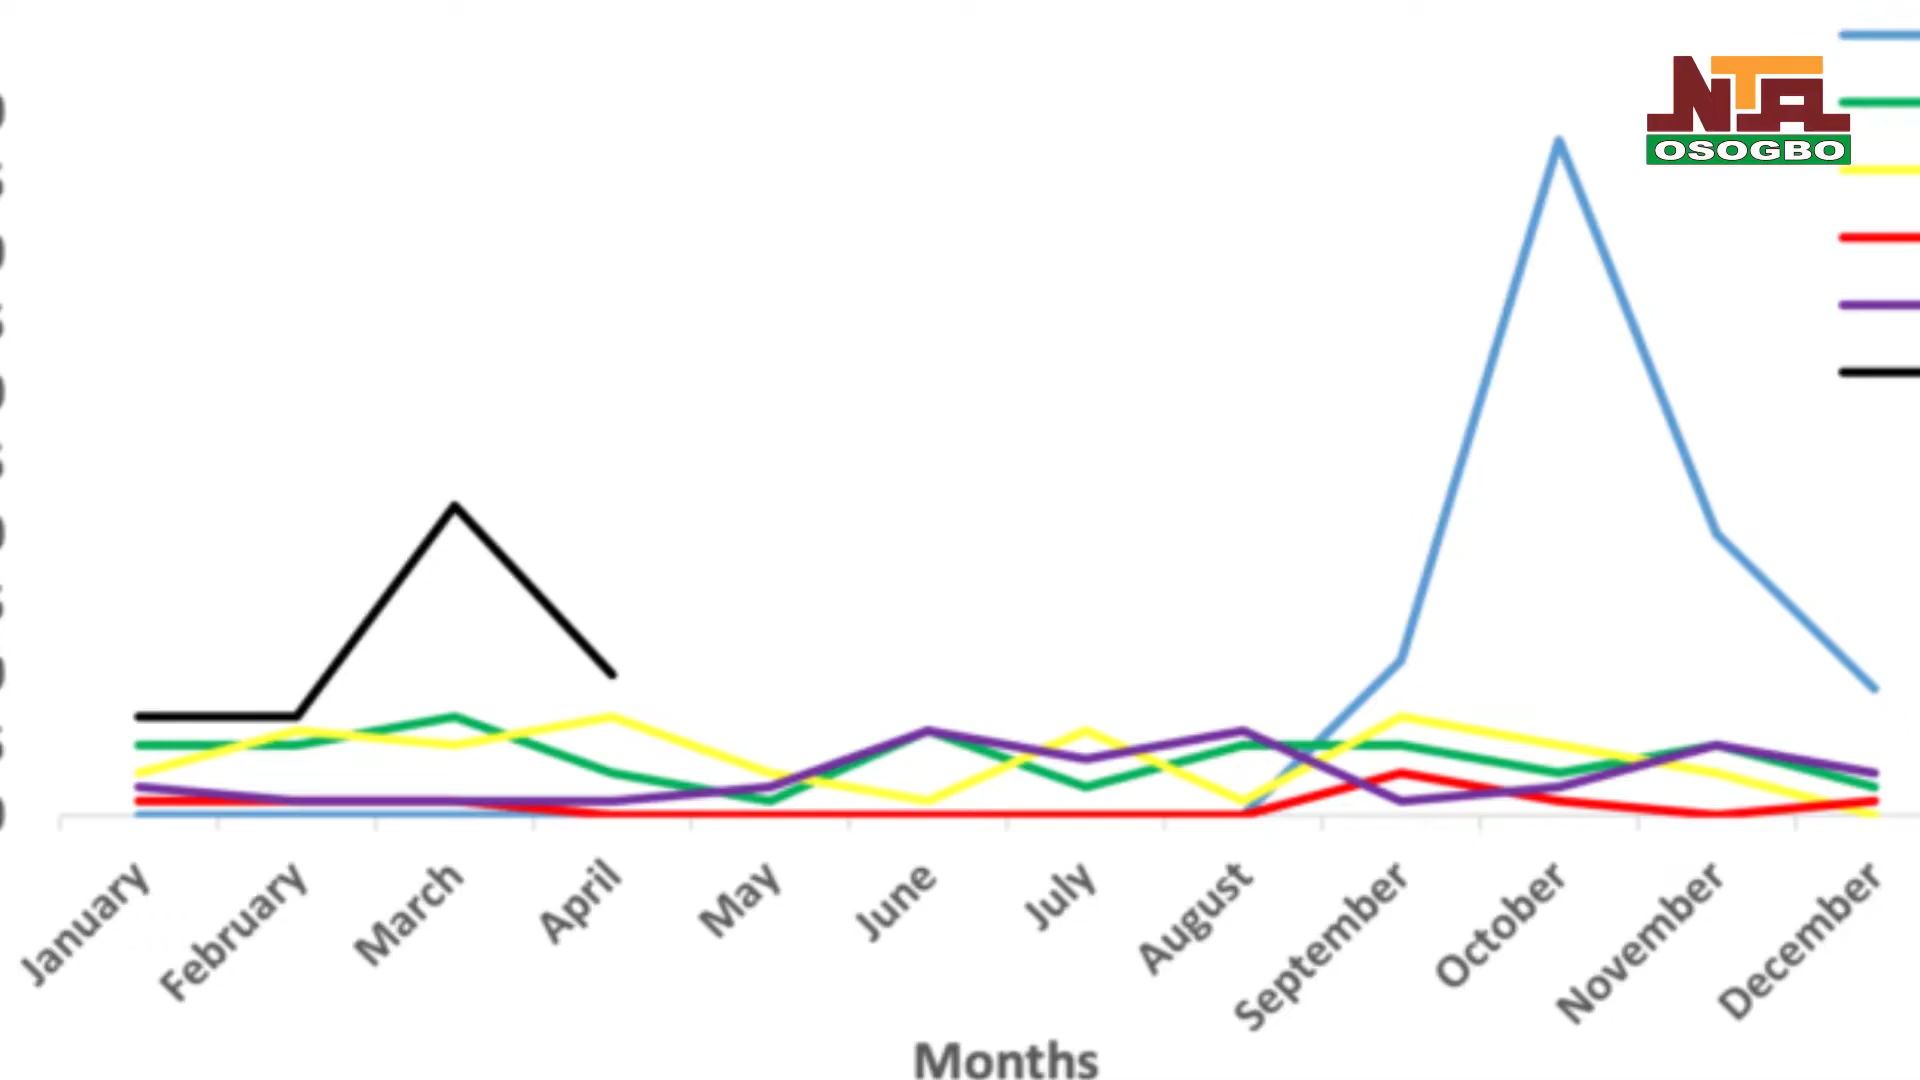 NTA
OSOGBO
January
February
March
April
May
June
July
August
September
October
November
December
Months